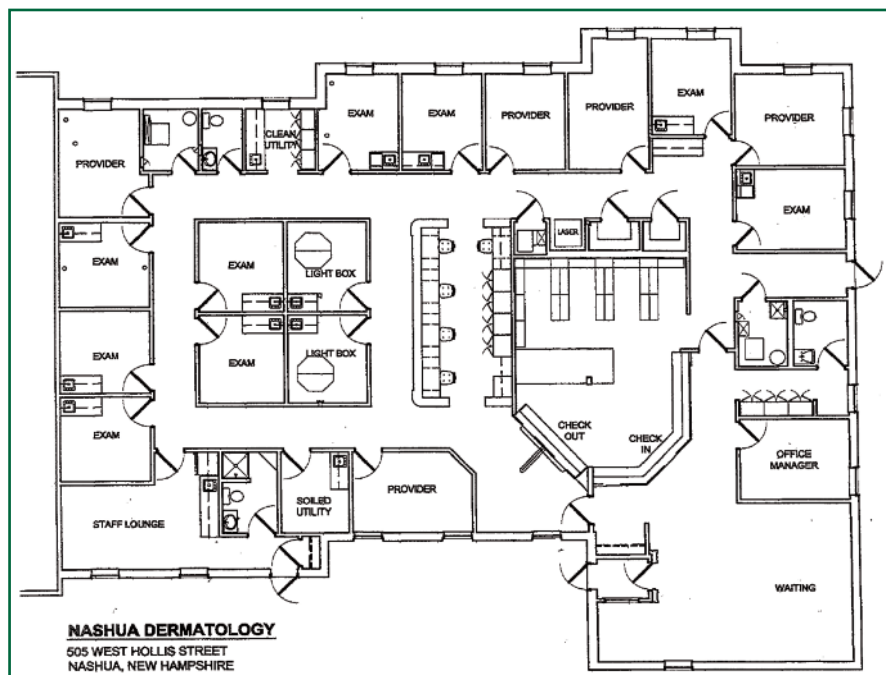 EXAM
EXAM
PROVIDER
PROVIDER
EXAM
PROVIDER
CLEAN
UTILITY
PROVIDER
EXAM
EXAM
LIGHT BOX
LASER
EXAM
EXAM
EXAM
LIGHT BOX
EXAM
CHECK
OUT
CHECK
IN
OFFICE
MANAGER
STAFF LOUNGE
SOILED
UTILITY
PROVIDER
WAITING
NASHUA DERMATOLOGY
505 WEST HOLLIS STREET
NASHUA, NEW HAMPSHIRE